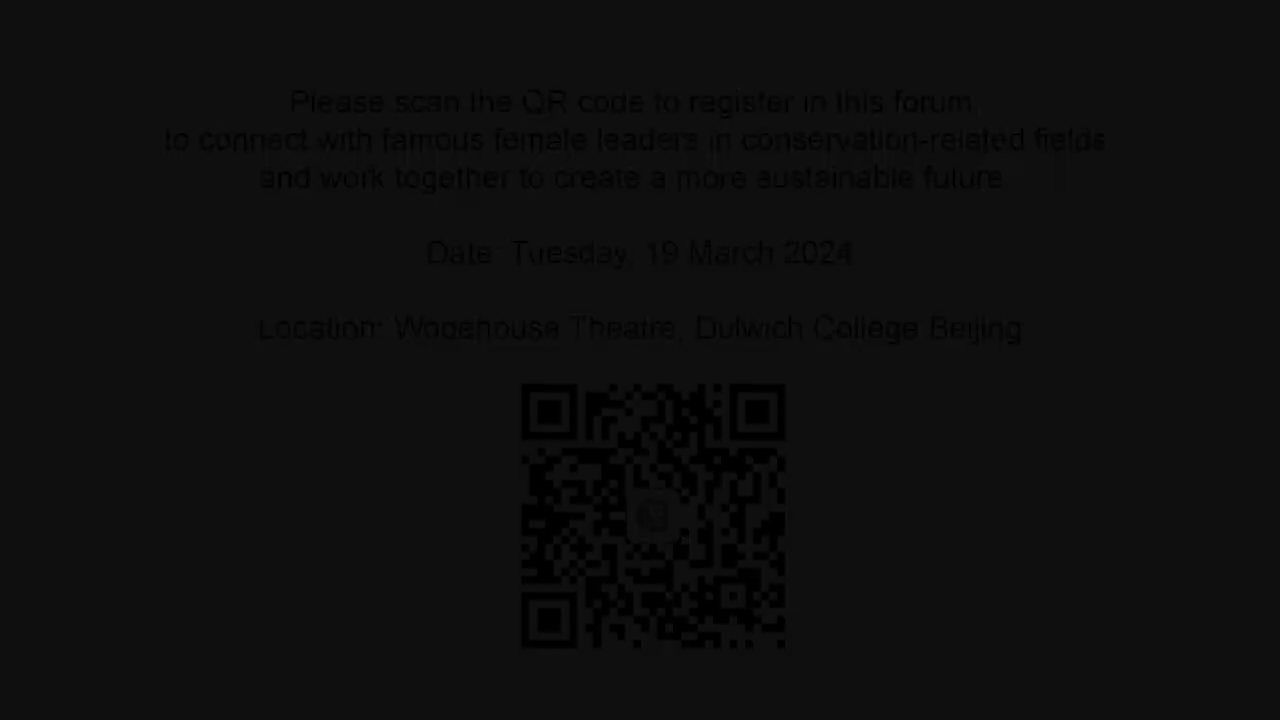 Please scan the QR code to register in this forum,
to connect with famous female leaders in conservation-related fields
and work together to create a more sustainable future
Date: Tuesday, 19 March 2024
Location: Wodehouse Theatre, Dulwich College Beijing